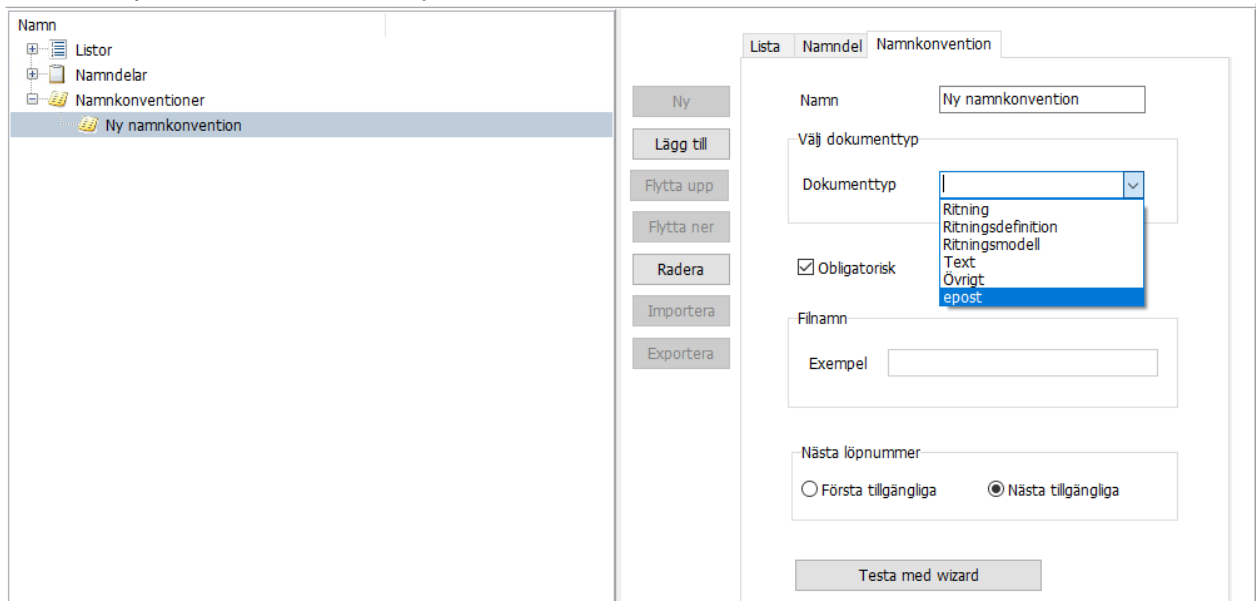 Namn
Listor
Namndelar
Namnkonventioner
Ny namnkonvention
Ny
Lägg till
Flytta upp
Flytta ner
Radera
Importera
Exportera
Lista Namndel Namnkonvention
Namn Ny namnkonvention
Välj dokumenttyp
Dokumenttyp
Ritning
Ritningsdefinition
Ritningsmodell
Text
Övrigt
epost
Obligatorisk
Filnamn
Exempel
Nästa löpnummer
Första tillgängliga Nästa tillgängliga
Testa med wizard